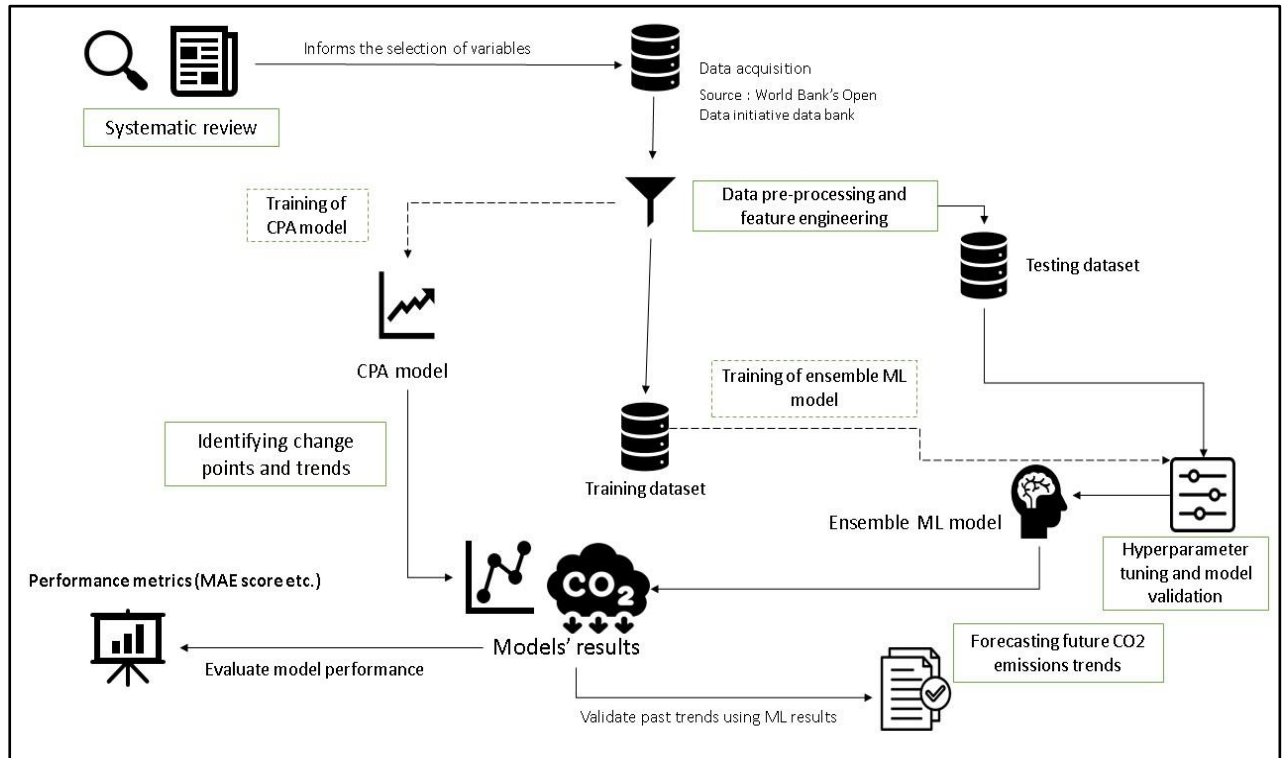 Informs the selection of variables
Data acquisition
Source : World Bank's Open
Data initiative data bank
Systematic review
Training of
CPA model
Data pre-processing and
feature engineering
Testing dataset
CPA model
Training of ensemble ML
model
Identifying change
points and trends
Training dataset
Ensemble ML model
Hyperparameter
tuning and model
validation
Performance metrics (MAE score etc.)
CO2
Models' results
Evaluate model performance
Forecasting future CO2
emissions trends
Validate past trends using ML results